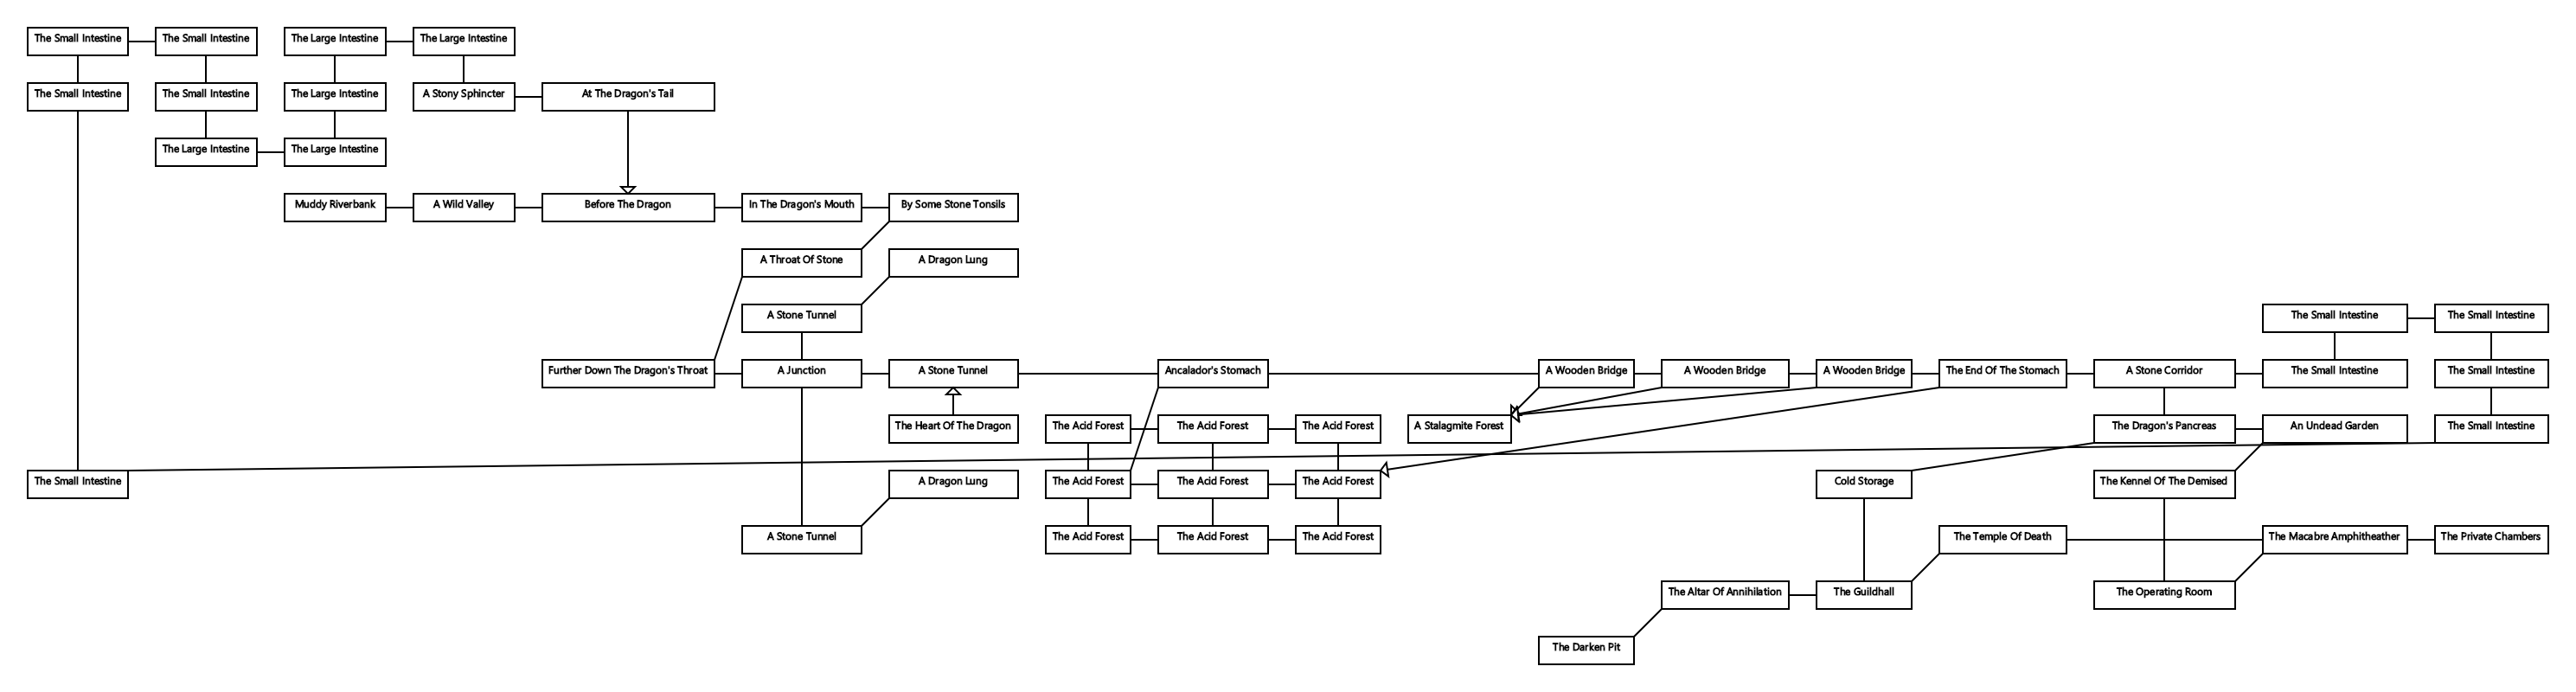 The Small Intestine
The Small Intestine
The Large Intestine
The Large Intestine
The Small Intestine
The Small Intestine
The Large Intestine
A Stony Sphincter
At The Dragon's Tail
The Large Intestine
The Large Intestine
Muddy Riverbank
A Wild Valley
Before The Dragon
In The Dragon's Mouth
By Some Stone Tonsils
A Throat Of Stone
A Dragon Lung
A Stone Tunnel
The Small Intestine
The Small Intestine
Further Down The Dragon's Throat
A Junction
A Stone Tunnel
Ancalador's Stomach
A Wooden Bridge
A Wooden Bridge
A Wooden Bridge
The End Of The Stomach
A Stone Corridor
The Small Intestine
The Small Intestine
The Heart Of The Dragon
The Acid Forest
The Acid Forest
The Acid Forest
A Stalagmite Forest
The Dragon's Pancreas
An Undead Garden
The Small Intestine
The Small Intestine
A Dragon Lung
The Acid Forest
The Acid Forest
The Acid Forest
Cold Storage
The Kennel Of The Demised
A Stone Tunnel
The Acid Forest
The Acid Forest
The Acid Forest
The Temple Of Death
The Macabre Amphitheather
The Private Chambers
The Altar Of Annihilation
The Guildhall
The Operating Room
The Darken Pit